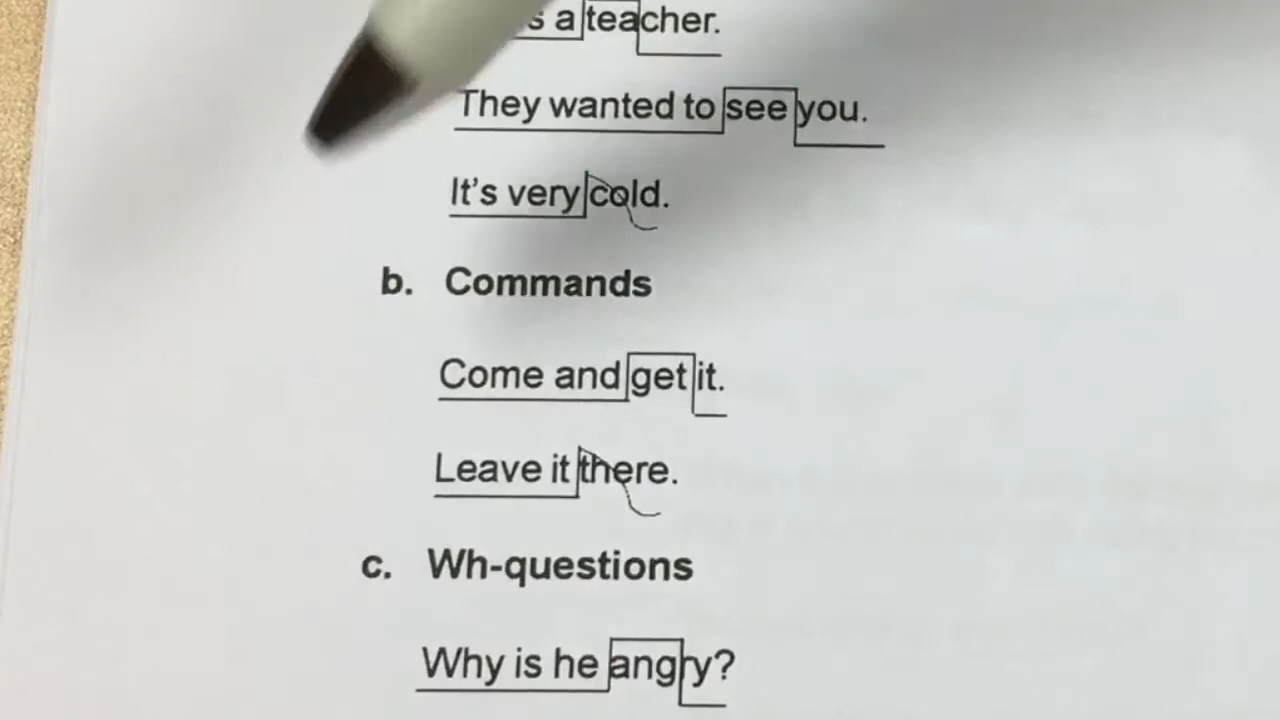 s a teacher.
They wanted to see you.
It's very cold.
b. Commands
Come and get it.
Leave it there.
c. Wh-questions
Why is he angry?